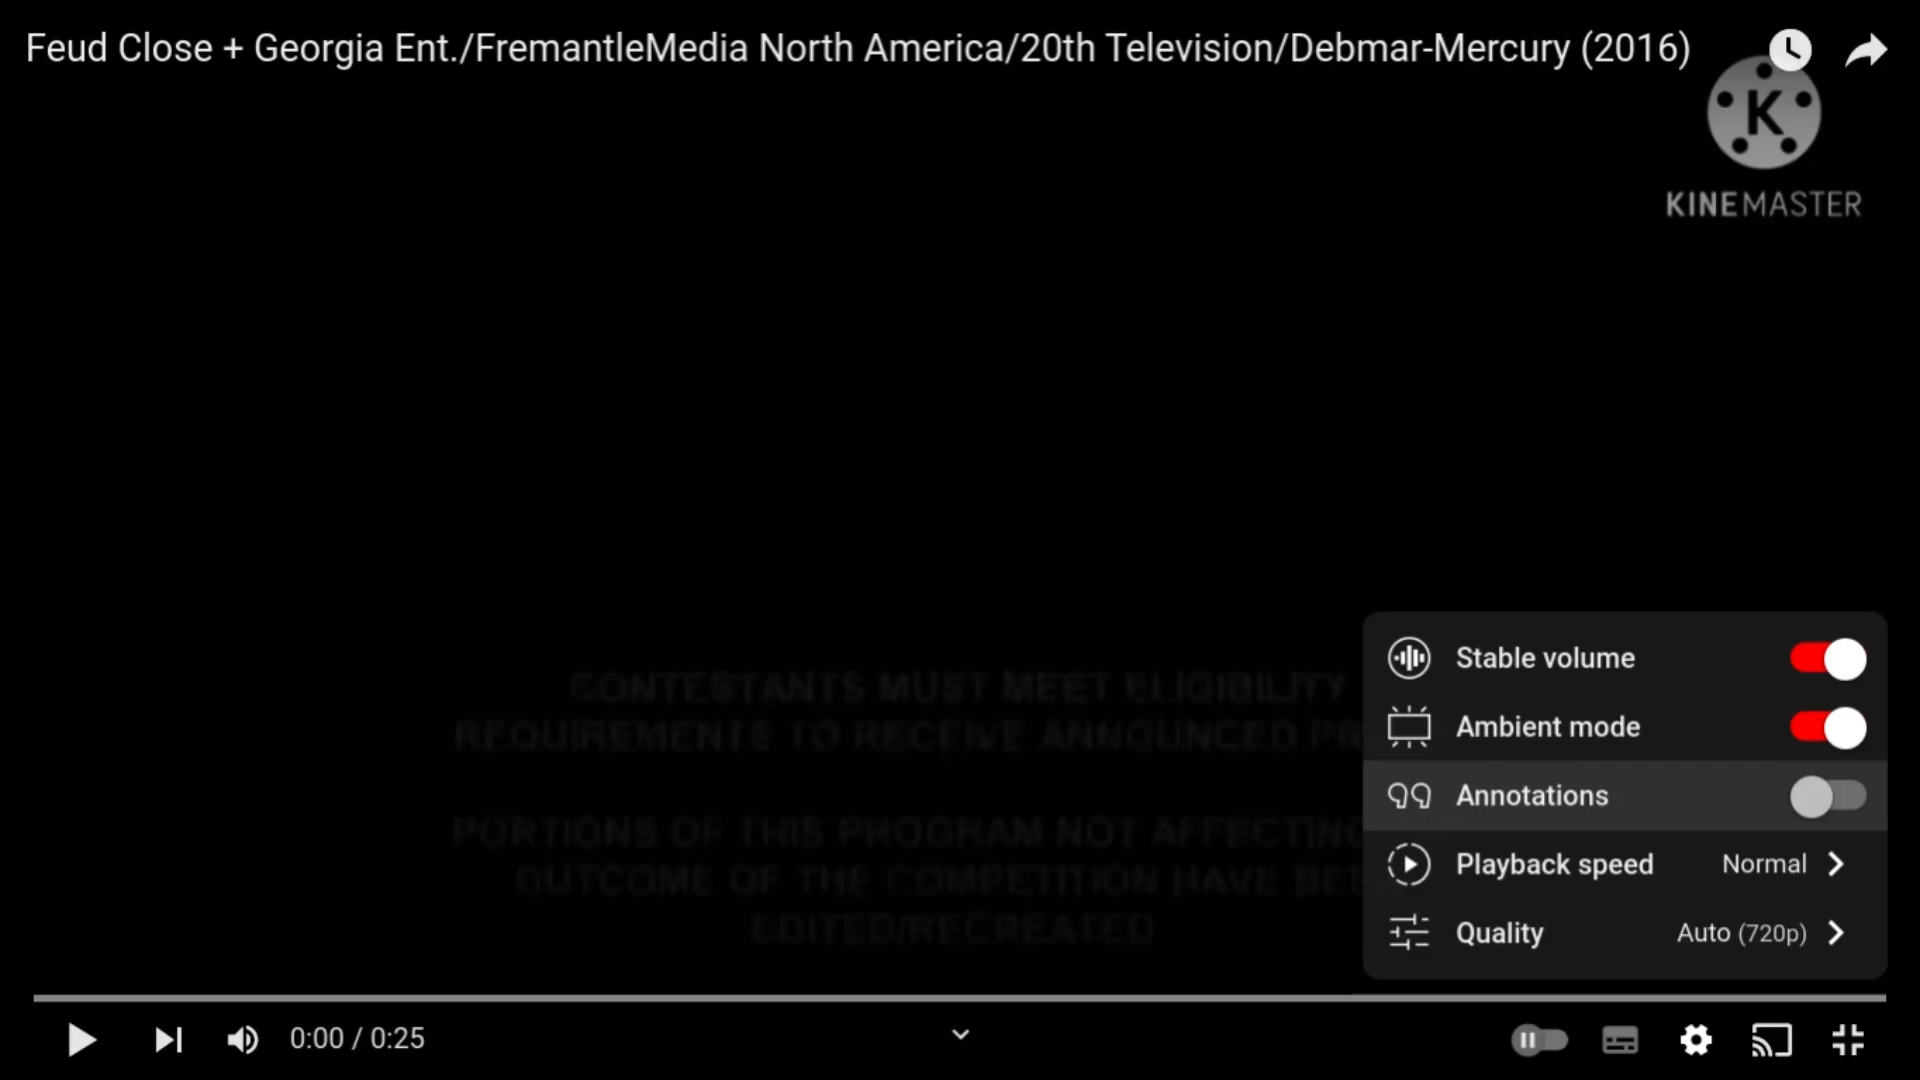 Feud Close + Georgia Ent./FremantleMedia North America/20th Television/Debmar-Mercury (2016)
K
KINEMASTER
CONTESTANTS MUST MEET ELIGIBILITY
REQUIREMENTS TO RECEIVE ANNOUNCED
PORTIONS OF THIS PROGRAM NOT AFFECTING
OUTCOME OF THE COMPETITION HAVE
EDITED/RECREATED
Stable volume
Ambient mode
Annotations
Playback speed Normal
Quality Auto (720p)
0:00 / 0:25